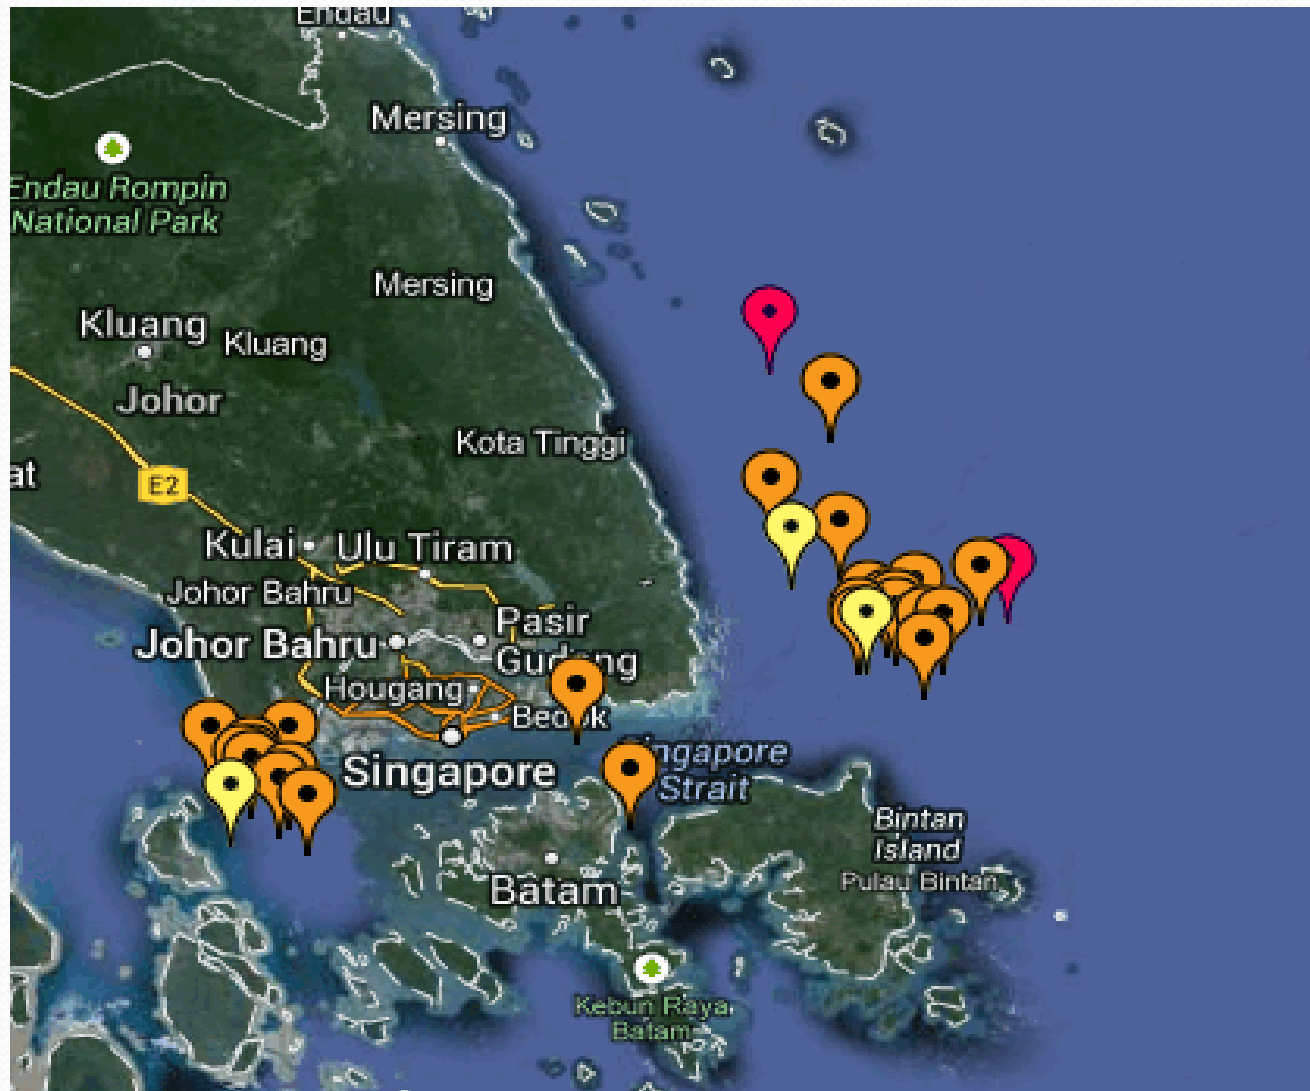 Endau
Mersing
Endau Rompin
National Park
Mersing
Kluang
Kluang
Johor
Kota Tinggi
at
E2
Kulai
Ulu Tiram
Johor Bahru
Pasir
Gudang
Johor Bahru
Hougang
Bedok
Singapore
Singapore
Strait
Bintan
Island
Pulau Bintan
Batam
Kebun Raya
Batam